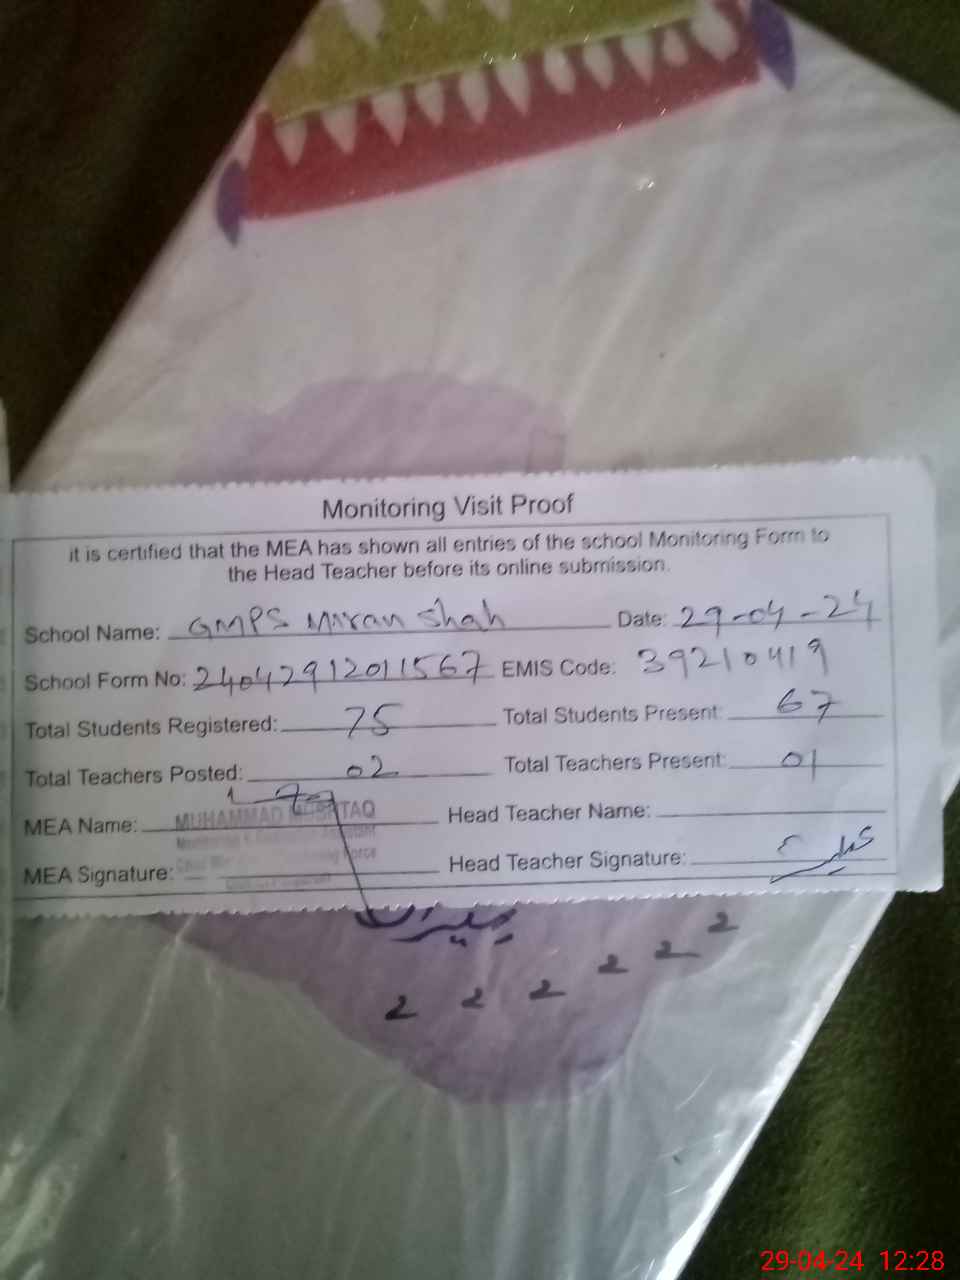 Monitoring Visit Proof
it is certified that the MEA has shown all entries of the school Monitoring Form to
the Head Teacher before its online submission.
School Name: GMPS Miran Shah Date: 29-04-24
School Form No: 24042912011567 EMIS Code: 39210419
Total Students Registered: 75 Total Students Present: 67
Total Teachers Posted: 02 Total Teachers Present: 01
MEA Name: MUHAMMAD MUSHTAQ Head Teacher Name:
MEA Signature: Head Teacher Signature:
2 2 2 2 2 2
29-04-24 12:28